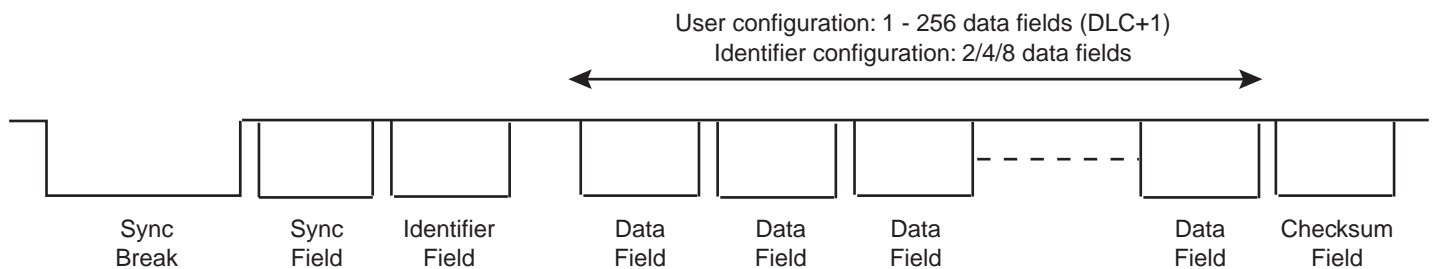 User configuration: 1 - 256 data fields (DLC+1)
Identifier configuration: 2/4/8 data fields
Sync
Break
Sync
Field
Identifier
Field
Data
Field
Data
Field
Data
Field
Data
Field
Checksum
Field